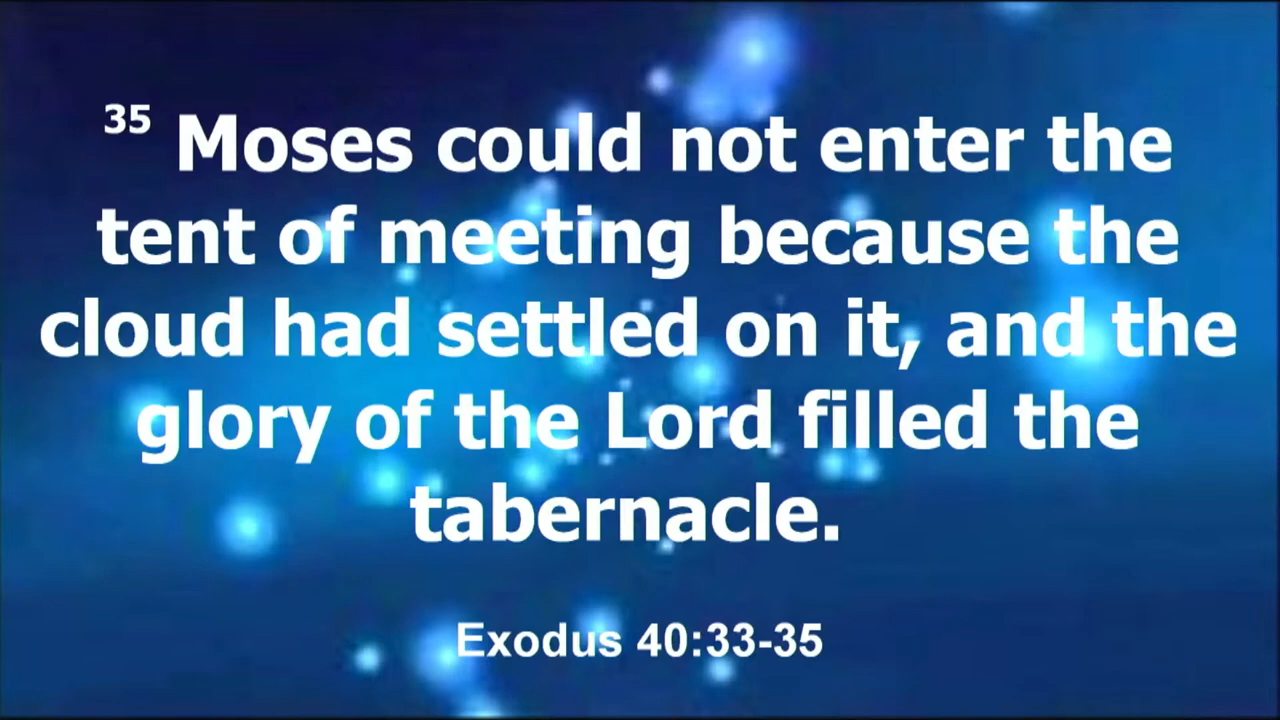 35 Moses could not enter the
tent of meeting because the
cloud had settled on it, and the
glory of the Lord filled the
tabernacle.
Exodus 40:33-35